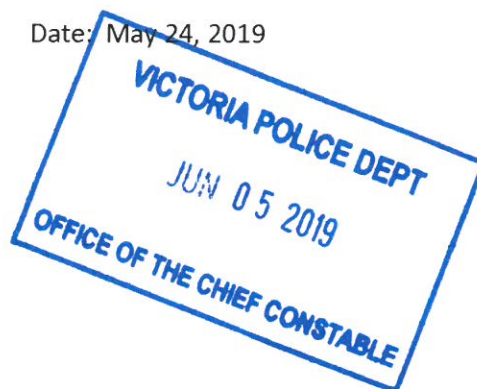 Date: May 24, 2019
VICTORIA POLICE DEPT
JUN 05 2019
OFFICE OF THE CHIEF CONSTABLE